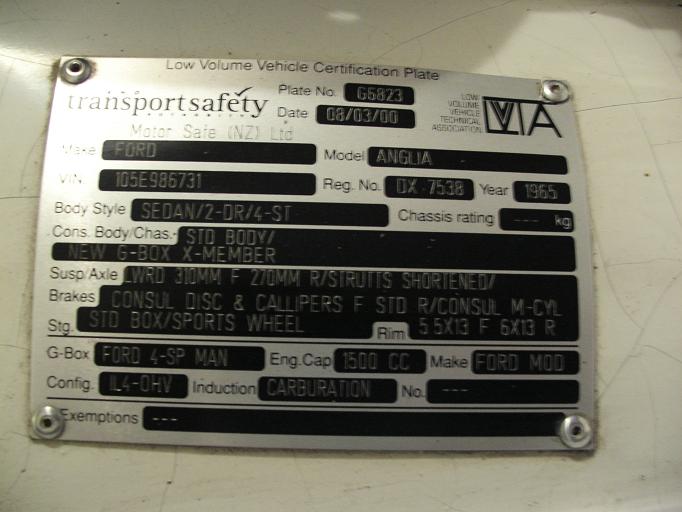 Low Volume Vehicle Certification Plate
transportsafety
AUTHORITY
Plate No. G5823
Date 08/03/00
LOW
VOLUME
VEHICLE
TECHNICAL
ASSOCIATION
LVVTA
Motor Safe (NZ) Ltd
Make FORD Model ANGLIA
VIN. 105E986731 Reg. No. DX 7538 Year 1965
Body Style SEDAN/2-DR/4-ST Chassis rating --- kg
Cons. Body/Chas. STD BODY/
NEW G-BOX X-MEMBER
Susp/Axle LWRD 310MM F 270MM R/STRUTTS SHORTENED/
Brakes CONSUL DISC & CALLIPERS F STD R/CONSUL M-CYL
Stg. STD BOX/SPORTS WHEEL Rim 5.5X13 F 6X13 R
G-Box FORD 4-SP MAN Eng.Cap 1500 CC Make FORD MOD
Config. IL4-OHV Induction CARBURATION No. ---
Exemptions ---